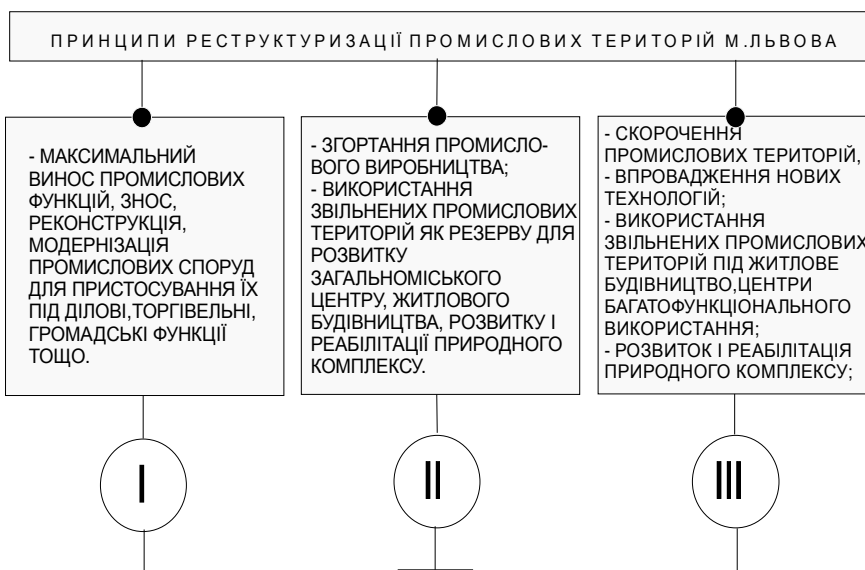 ПРИНЦИПИ РЕСТРУКТУРИЗАЦІЇ ПРОМИСЛОВИХ ТЕРИТОРІЙ М.ЛЬВОВА
- МАКСИМАЛЬНИЙ
ВИНОС ПРОМИСЛОВИХ
ФУНКЦІЙ, ЗНОС,
РЕКОНСТРУКЦІЯ,
МОДЕРНІЗАЦІЯ
ПРОМИСЛОВИХ СПОРУД
ДЛЯ ПРИСТОСУВАННЯ ЇХ
ПІД ДІЛОВІ,ТОРГІВЕЛЬНІ,
ГРОМАДСЬКІ ФУНКЦІЇ
ТОЩО.
- ЗГОРТАННЯ ПРОМИСЛО-
ВОГО ВИРОБНИЦТВА;
- ВИКОРИСТАННЯ
ЗВІЛЬНЕНИХ ПРОМИСЛОВИХ
ТЕРИТОРІЙ ЯК РЕЗЕРВУ ДЛЯ
РОЗВИТКУ
ЗАГАЛЬНОМІСЬКОГО
ЦЕНТРУ, ЖИТЛОВОГО
БУДІВНИЦТВА, РОЗВИТКУ І
РЕАБІЛІТАЦІЇ ПРИРОДНОГО
КОМПЛЕКСУ.
- СКОРОЧЕННЯ
ПРОМИСЛОВИХ ТЕРИТОРІЙ,
- ВПРОВАДЖЕННЯ НОВИХ
ТЕХНОЛОГІЙ;
- ВИКОРИСТАННЯ
ЗВІЛЬНЕНИХ ПРОМИСЛОВИХ
ТЕРИТОРІЙ ПІД ЖИТЛОВЕ
БУДІВНИЦТВО,ЦЕНТРИ
БАГАТОФУНКЦІОНАЛЬНОГО
ВИКОРИСТАННЯ;
- РОЗВИТОК І РЕАБІЛІТАЦІЯ
ПРИРОДНОГО КОМПЛЕКСУ;
I
II
III